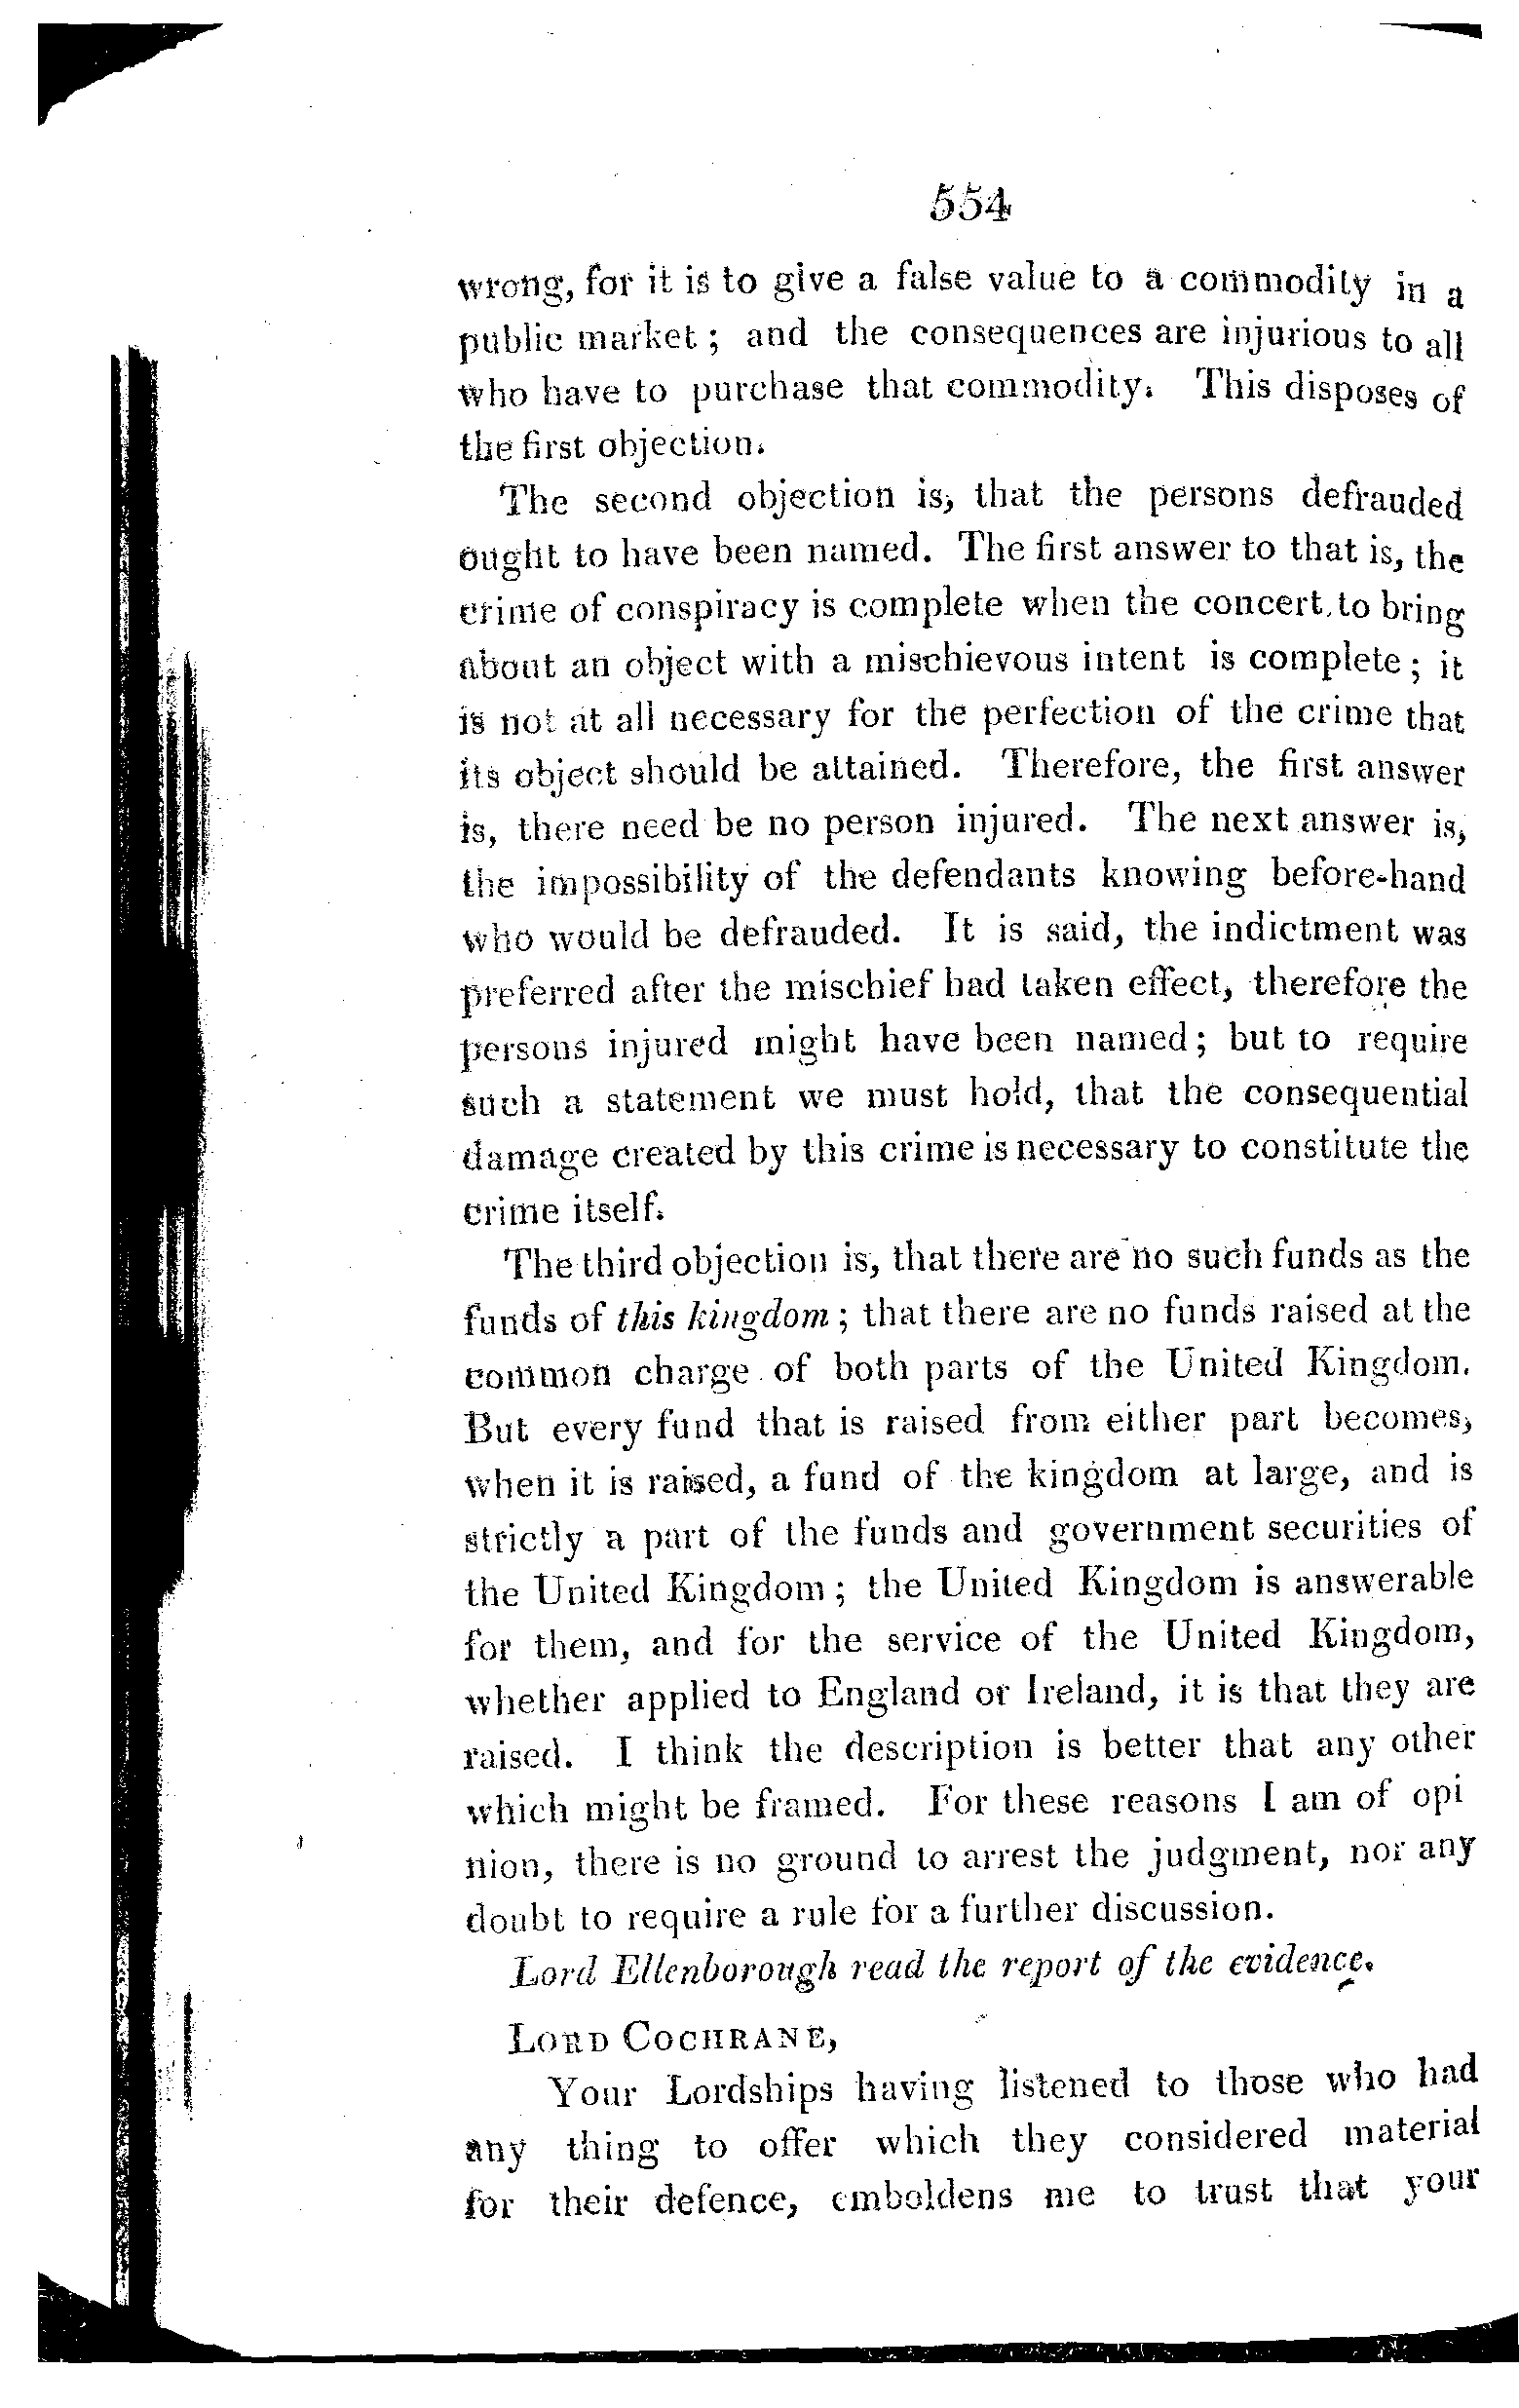 554
wrong, for it is to give a false value to a commodity in a
public market ; and the consequences are injurious to all
who have to purchase that commodity. This disposes of
the first objection.
The second objection is, that the persons defrauded
ought to have been named. The first answer to that is, the
crime of conspiracy is complete when the concert, to bring
about an object with a mischievous intent is complete ; it
is not at all necessary for the perfection of the crime that
its object should be attained. Therefore, the first answer
is, there need be no person injured. The next answer is,
the impossibility of the defendants knowing before-hand
who would be defrauded. It is said, the indictment was
preferred after the mischief had taken effect, therefore the
persons injured might have been named ; but to require
such a statement we must hold, that the consequential
damage created by this crime is necessary to constitute the
crime itself.
The third objection is, that there are no such funds as the
funds of this kingdom ; that there are no funds raised at the
common charge of both parts of the United Kingdom.
But every fund that is raised from either part becomes,
when it is raised, a fund of the kingdom at large, and is
strictly a part of the funds and government securities of
the United Kingdom ; the United Kingdom is answerable
for them, and for the service of the United Kingdom,
whether applied to England or Ireland, it is that they are
raised. I think the description is better that any other
which might be framed. For these reasons I am of opi
nion, there is no ground to arrest the judgment, nor any
doubt to require a rule for a further discussion.
Lord Ellenborough read the report of the evidence.
LORD COCHRANE,
Your Lordships having listened to those who had
any thing to offer which they considered material
for their defence, emboldens me to trust that your